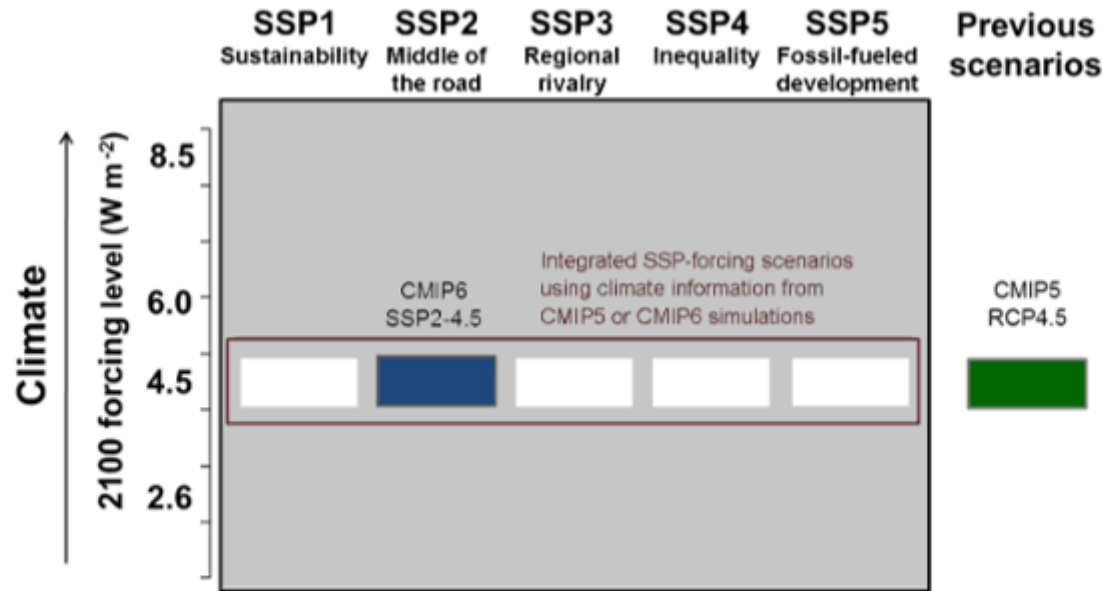 SSP1
Sustainability
SSP2
Middle of
the road
SSP3
Regional
rivalry
SSP4
Inequality
SSP5
Fossil-fueled
development
Previous
scenarios
Climate
2100 forcing level (W m⁻²)
8.5
6.0
4.5
2.6
CMIP6
SSP2-4.5
Integrated SSP-forcing scenarios
using climate information from
CMIP5 or CMIP6 simulations
CMIP5
RCP4.5